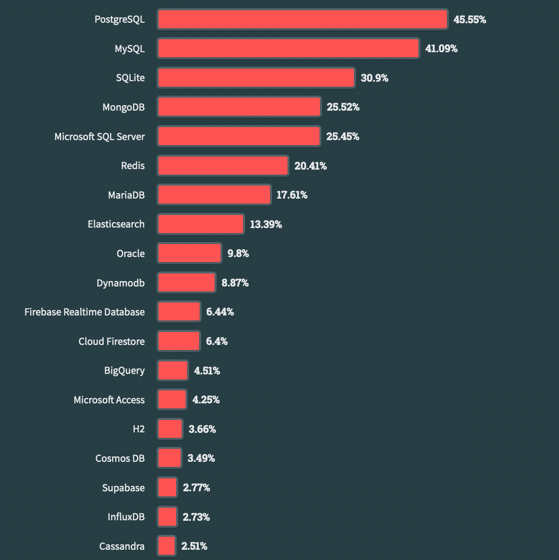 PostgreSQL 45.55%
MySQL 41.09%
SQLite 30.9%
MongoDB 25.52%
Microsoft SQL Server 25.45%
Redis 20.41%
MariaDB 17.61%
Elasticsearch 13.39%
Oracle 9.8%
Dynamodb 8.87%
Firebase Realtime Database 6.44%
Cloud Firestore 6.4%
BigQuery 4.51%
Microsoft Access 4.25%
H2 3.66%
Cosmos DB 3.49%
Supabase 2.77%
InfluxDB 2.73%
Cassandra 2.51%